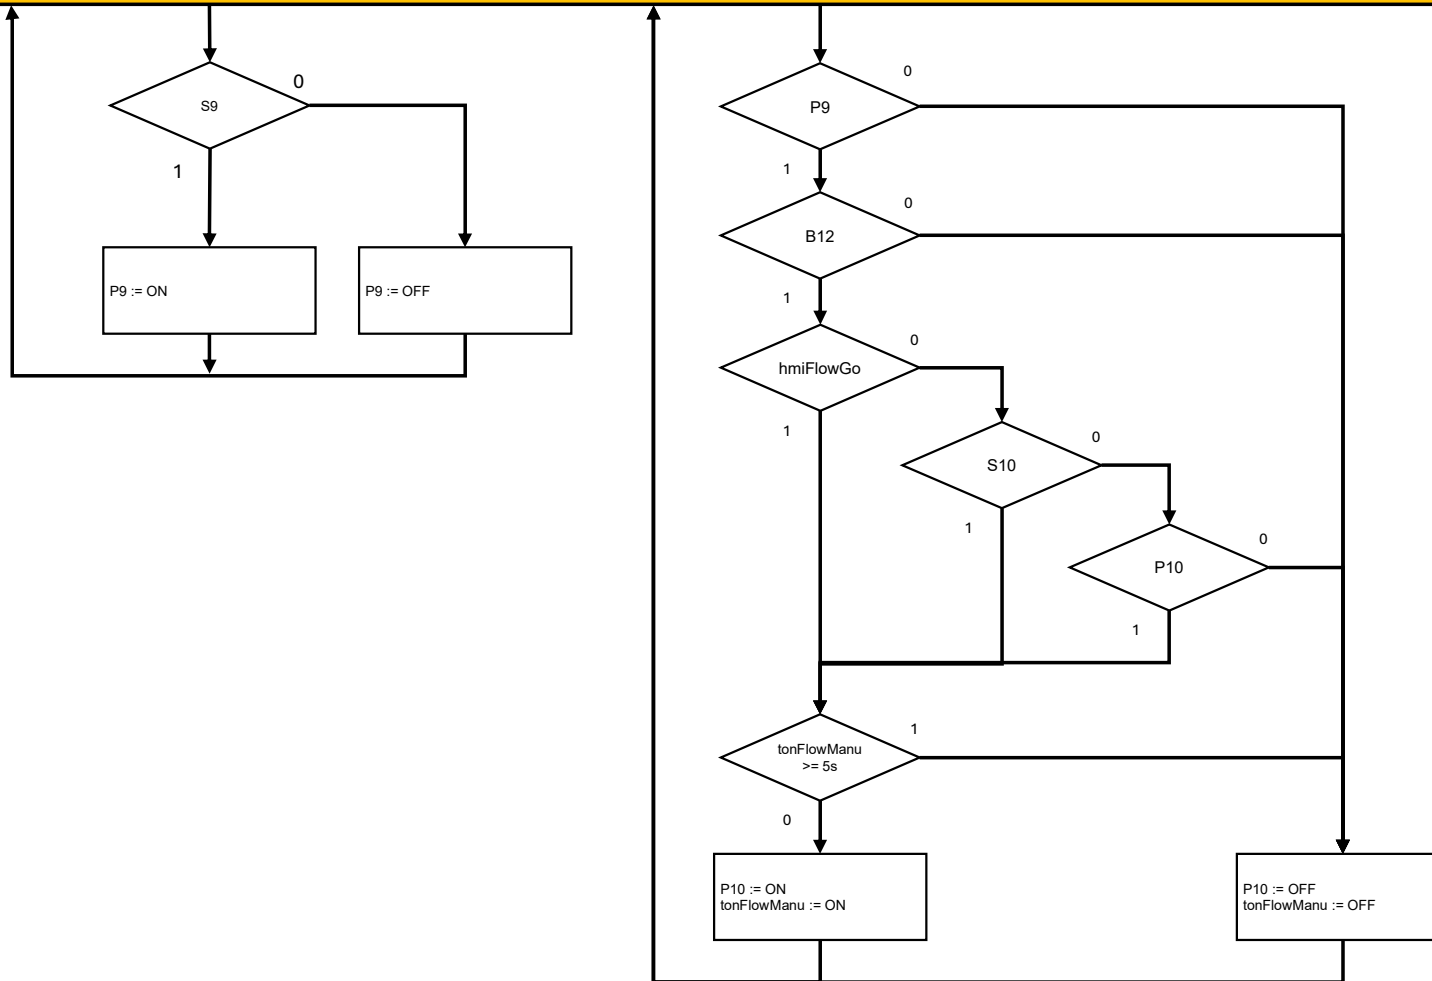 S9
0
1
P9 := ON
P9 := OFF
P9
0
1
B12
0
1
hmiFlowGo
0
1
S10
0
1
P10
0
1
tonFlowManu
>= 5s
1
0
P10 := ON
tonFlowManu := ON
P10 := OFF
tonFlowManu := OFF